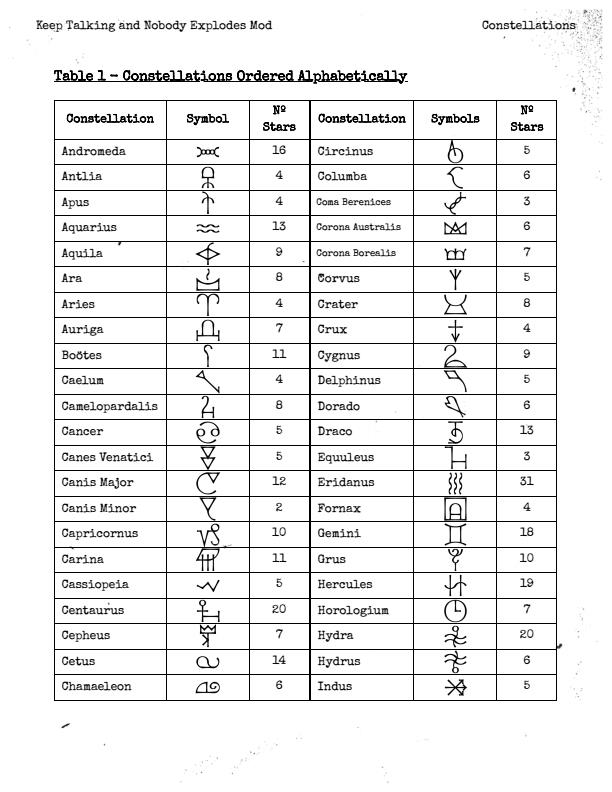 Keep Talking and Nobody Explodes Mod Constellations
Table 1 – Constellations Ordered Alphabetically
Constellation Symbol Nº Stars Constellation Symbols Nº Stars
Andromeda 16 Circinus 5
Antlia 4 Columba 6
Apus 4 Coma Berenices 3
Aquarius 13 Corona Australis 6
Aquila 9 Corona Borealis 7
Ara 8 Corvus 5
Aries 4 Crater 8
Auriga 7 Crux 4
Boötes 11 Cygnus 9
Caelum 4 Delphinus 5
Camelopardalis 8 Dorado 6
Cancer 5 Draco 13
Canes Venatici 5 Equuleus 3
Canis Major 12 Eridanus 31
Canis Minor 2 Fornax 4
Capricornus 10 Gemini 18
Carina 11 Grus 10
Cassiopeia 5 Hercules 19
Centaurus 20 Horologium 7
Cepheus 7 Hydra 20
Cetus 14 Hydrus 6
Chamaeleon 6 Indus 5